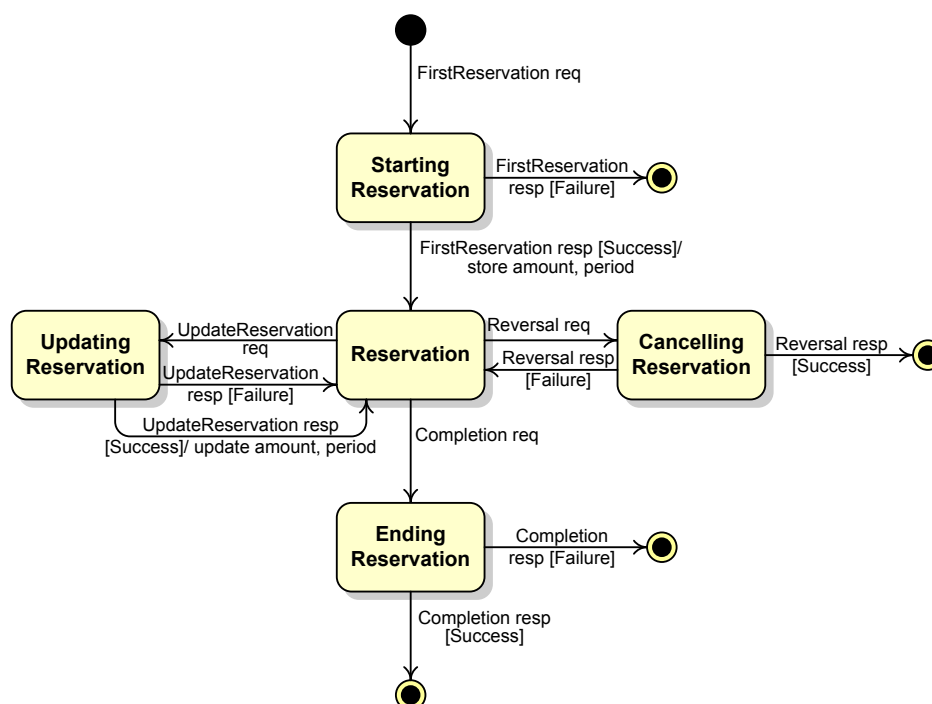 FirstReservation req
Starting
Reservation
FirstReservation
resp [Failure]
FirstReservation resp [Success]/
store amount, period
Updating
Reservation
UpdateReservation
req
UpdateReservation
resp [Failure]
UpdateReservation resp
[Success]/ update amount, period
Reservation
Reversal req
Reversal resp
[Failure]
Cancelling
Reservation
Reversal resp
[Success]
Completion req
Ending
Reservation
Completion
resp [Failure]
Completion resp
[Success]